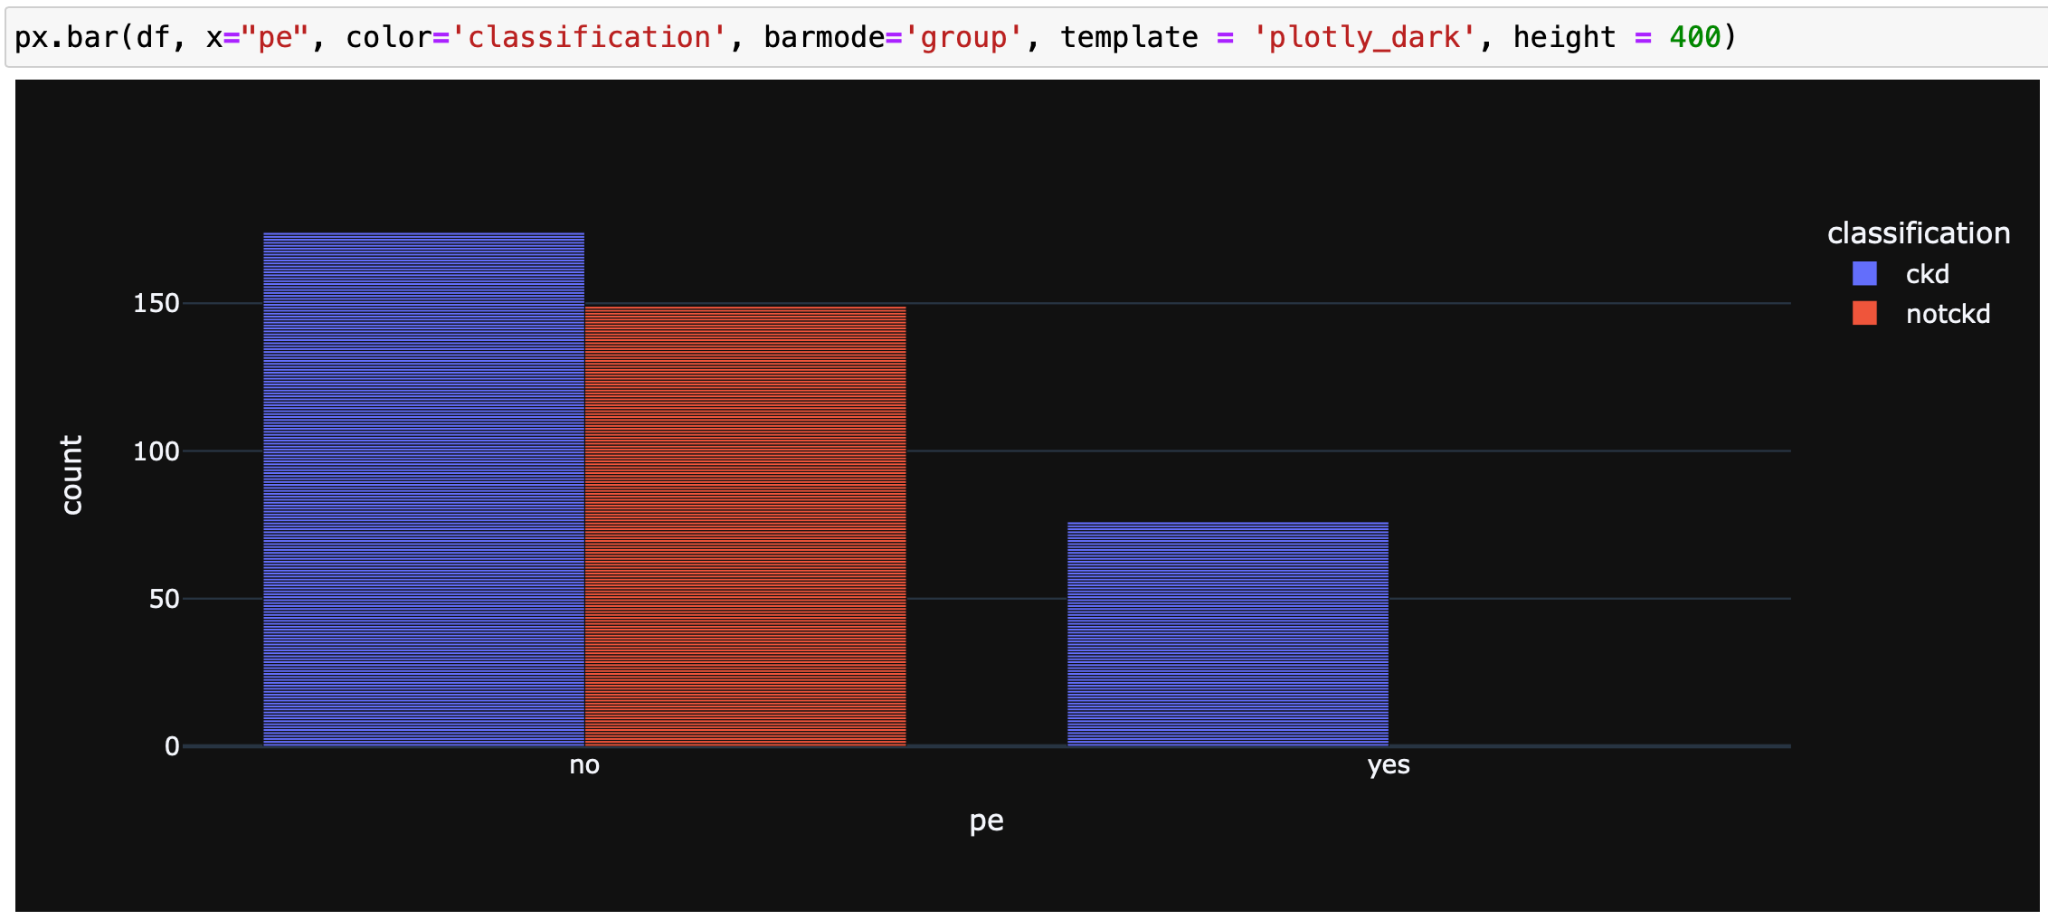 px.bar(df, x="pe", color='classification', barmode='group', template = 'plotly_dark', height = 400)
classification
ckd
notckd
150
100
50
0
count
no
yes
pe